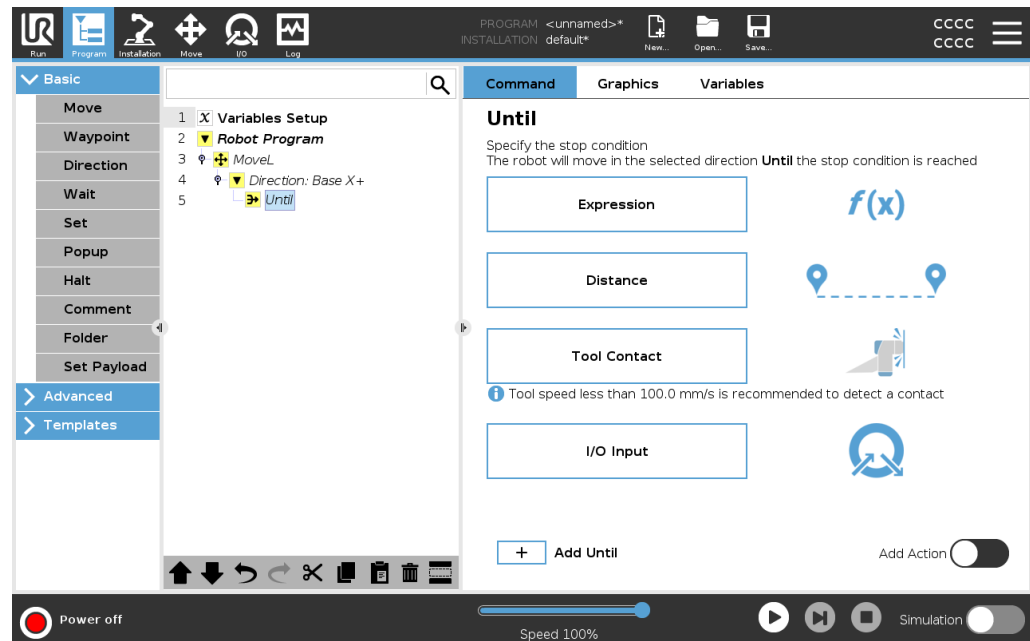 UR
PROGRAM <unnamed>*
INSTALLATION default*
Run Program Installation Move I/O Log New... Open... Save...
CCCC
CCCC
Basic
Command Graphics Variables
Move
Waypoint
Direction
Wait
Set
Popup
Halt
Comment
Folder
Set Payload
Advanced
Templates
1 X Variables Setup
2 Robot Program
3 MoveL
4 Direction: Base X+
5 Until
Until
Specify the stop condition
The robot will move in the selected direction Until the stop condition is reached
Expression f(x)
Distance
Tool Contact
Tool speed less than 100.0 mm/s is recommended to detect a contact
I/O Input
+ Add Until Add Action
Power off
Speed 100%
Simulation